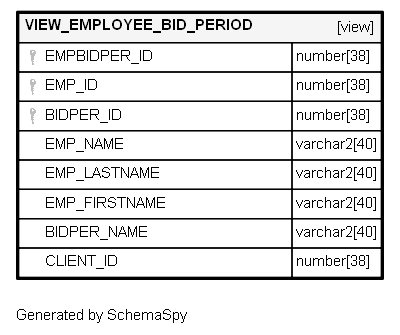 VIEW_EMPLOYEE_BID_PERIOD [view]
EMPBIDPER_ID number[38]
EMP_ID number[38]
BIDPER_ID number[38]
EMP_NAME varchar2[40]
EMP_LASTNAME varchar2[40]
EMP_FIRSTNAME varchar2[40]
BIDPER_NAME varchar2[40]
CLIENT_ID number[38]
Generated by SchemaSpy